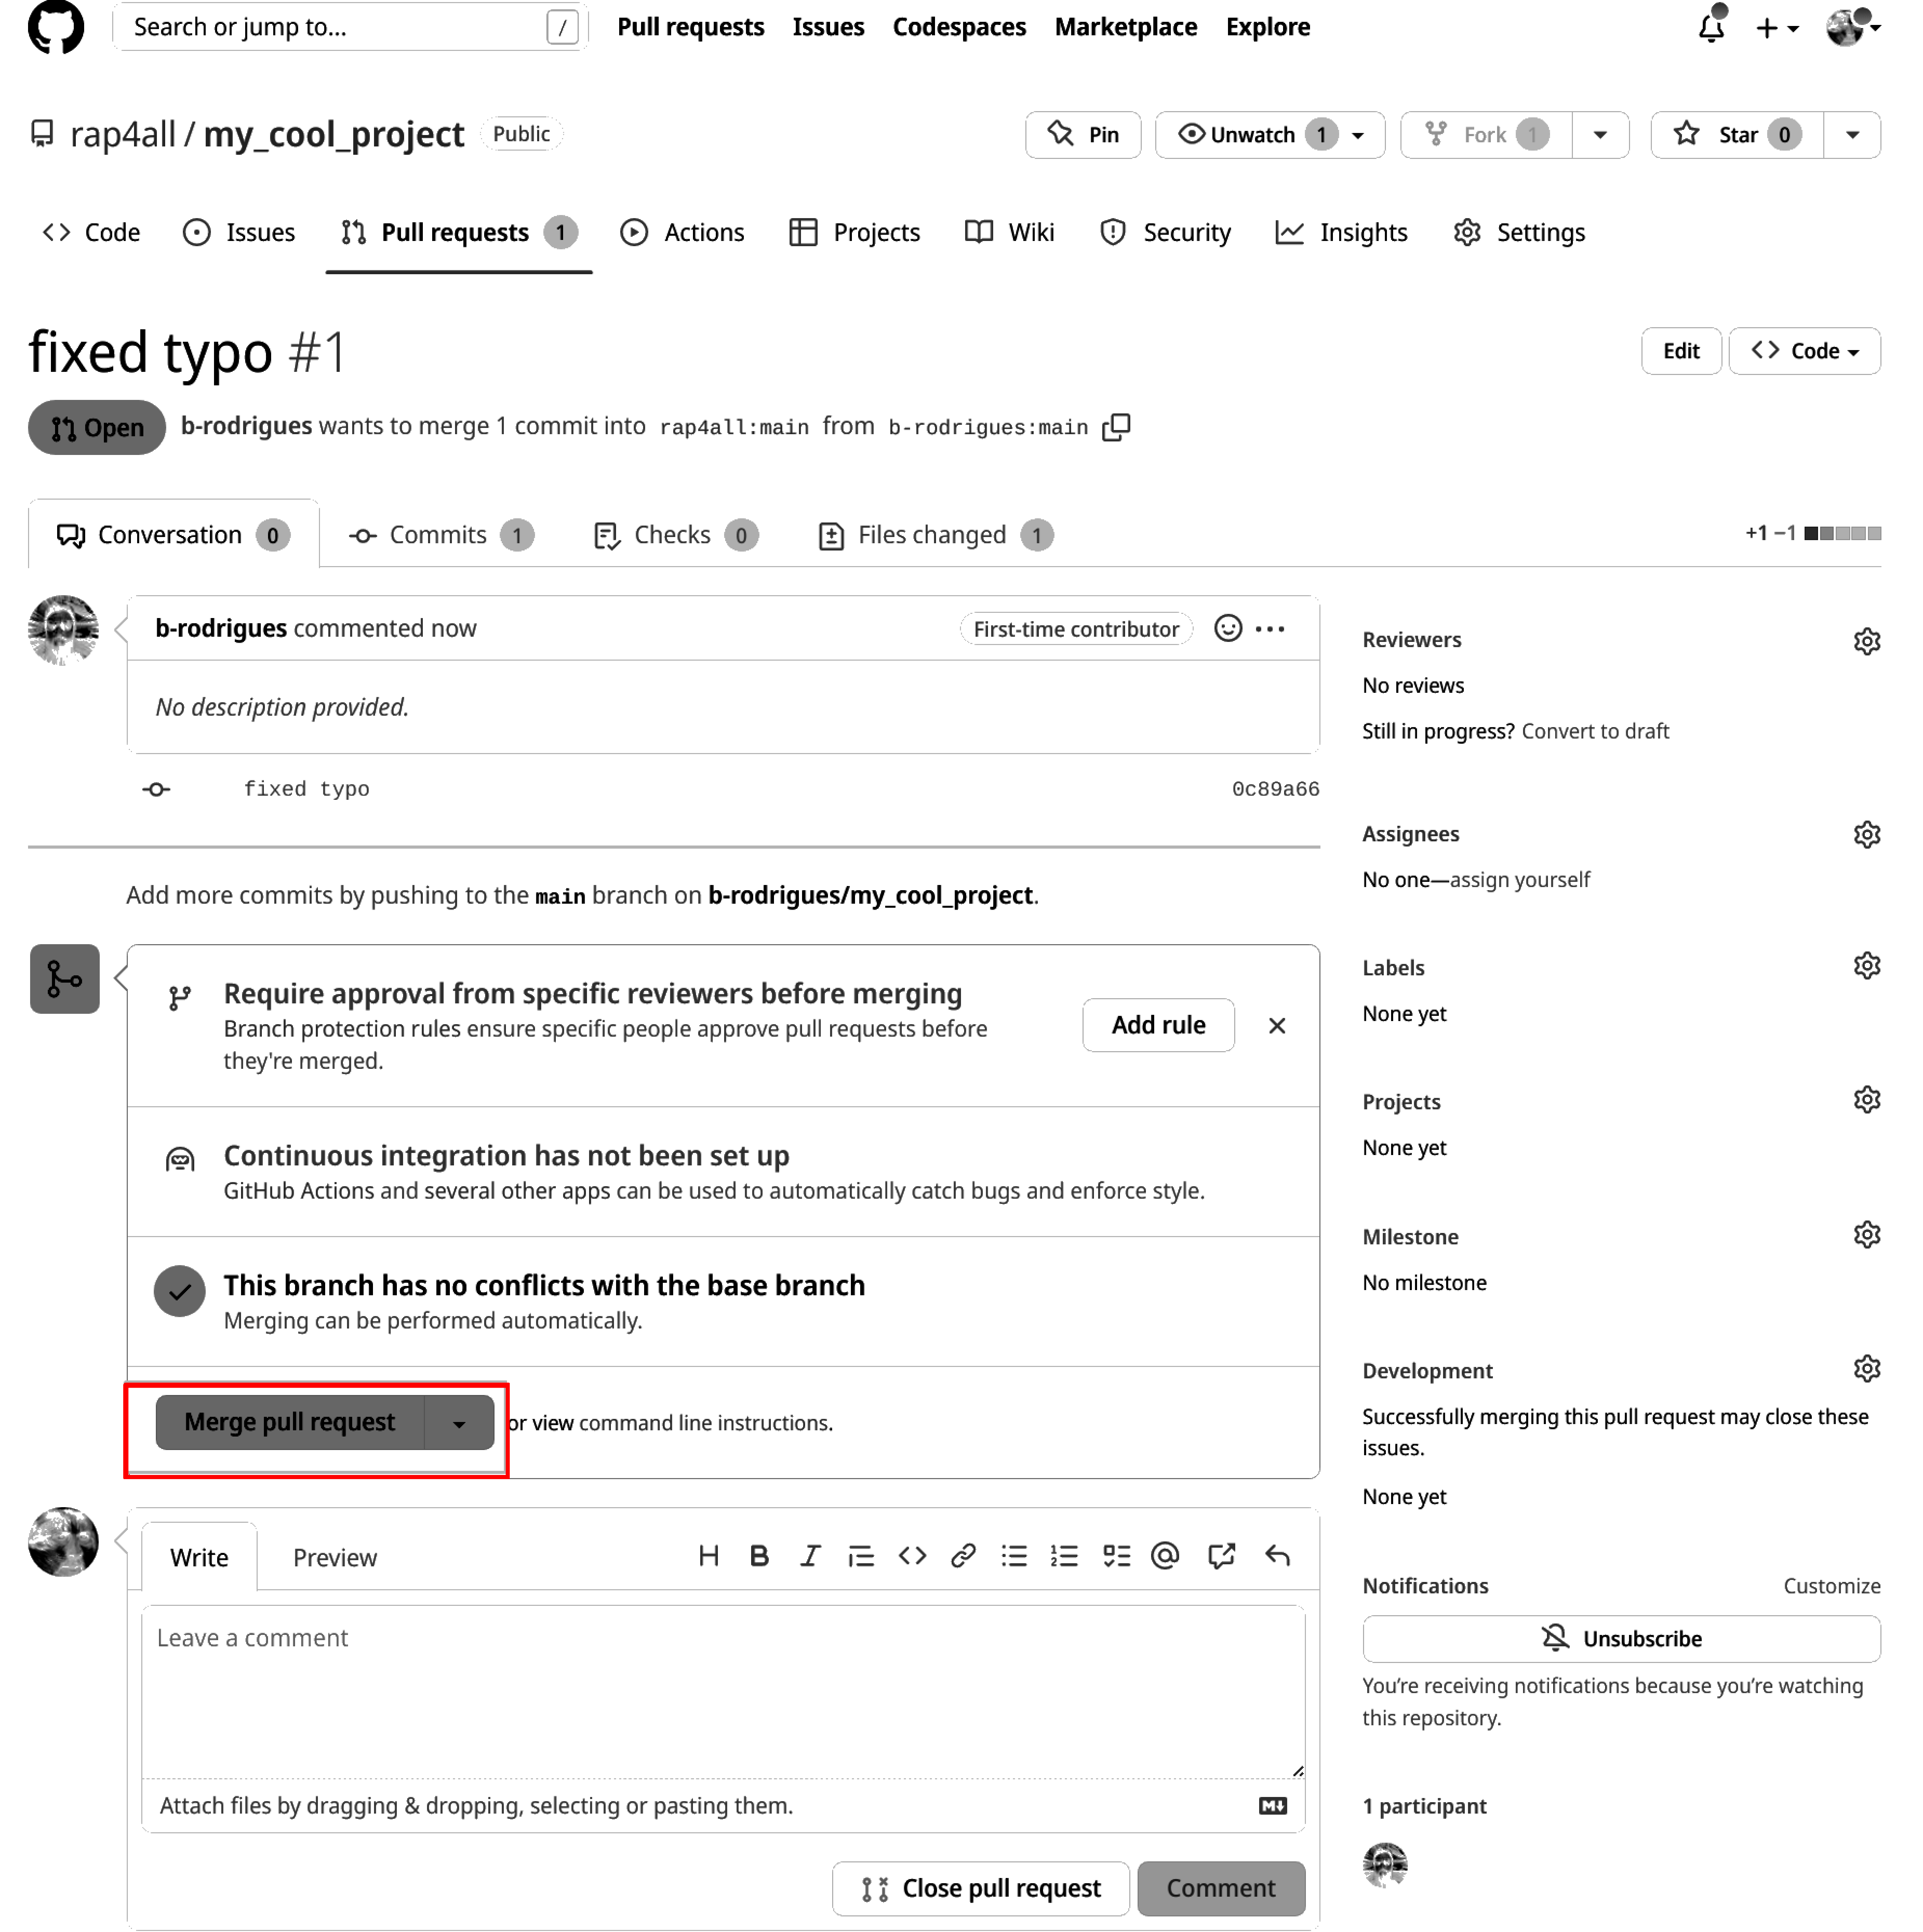 Search or jump to... /
Pull requests Issues Codespaces Marketplace Explore
rap4all / my_cool_project Public
Pin Unwatch 1 Fork 1 Star 0
Code Issues Pull requests 1 Actions Projects Wiki Security Insights Settings
fixed typo #1
Edit Code
Open b-rodrigues wants to merge 1 commit into rap4all:main from b-rodrigues:main
Conversation 0 Commits 1 Checks 0 Files changed 1
+1 −1
b-rodrigues commented now
First-time contributor
No description provided.
fixed typo 0c89a66
Add more commits by pushing to the main branch on b-rodrigues/my_cool_project.
Require approval from specific reviewers before merging
Branch protection rules ensure specific people approve pull requests before
they're merged.
Add rule
Continuous integration has not been set up
GitHub Actions and several other apps can be used to automatically catch bugs and enforce style.
This branch has no conflicts with the base branch
Merging can be performed automatically.
Merge pull request or view command line instructions.
Write Preview
Leave a comment
Attach files by dragging & dropping, selecting or pasting them.
Close pull request Comment
Reviewers
No reviews
Still in progress? Convert to draft
Assignees
No one—assign yourself
Labels
None yet
Projects
None yet
Milestone
No milestone
Development
Successfully merging this pull request may close these
issues.
None yet
Notifications Customize
Unsubscribe
You’re receiving notifications because you’re watching
this repository.
1 participant